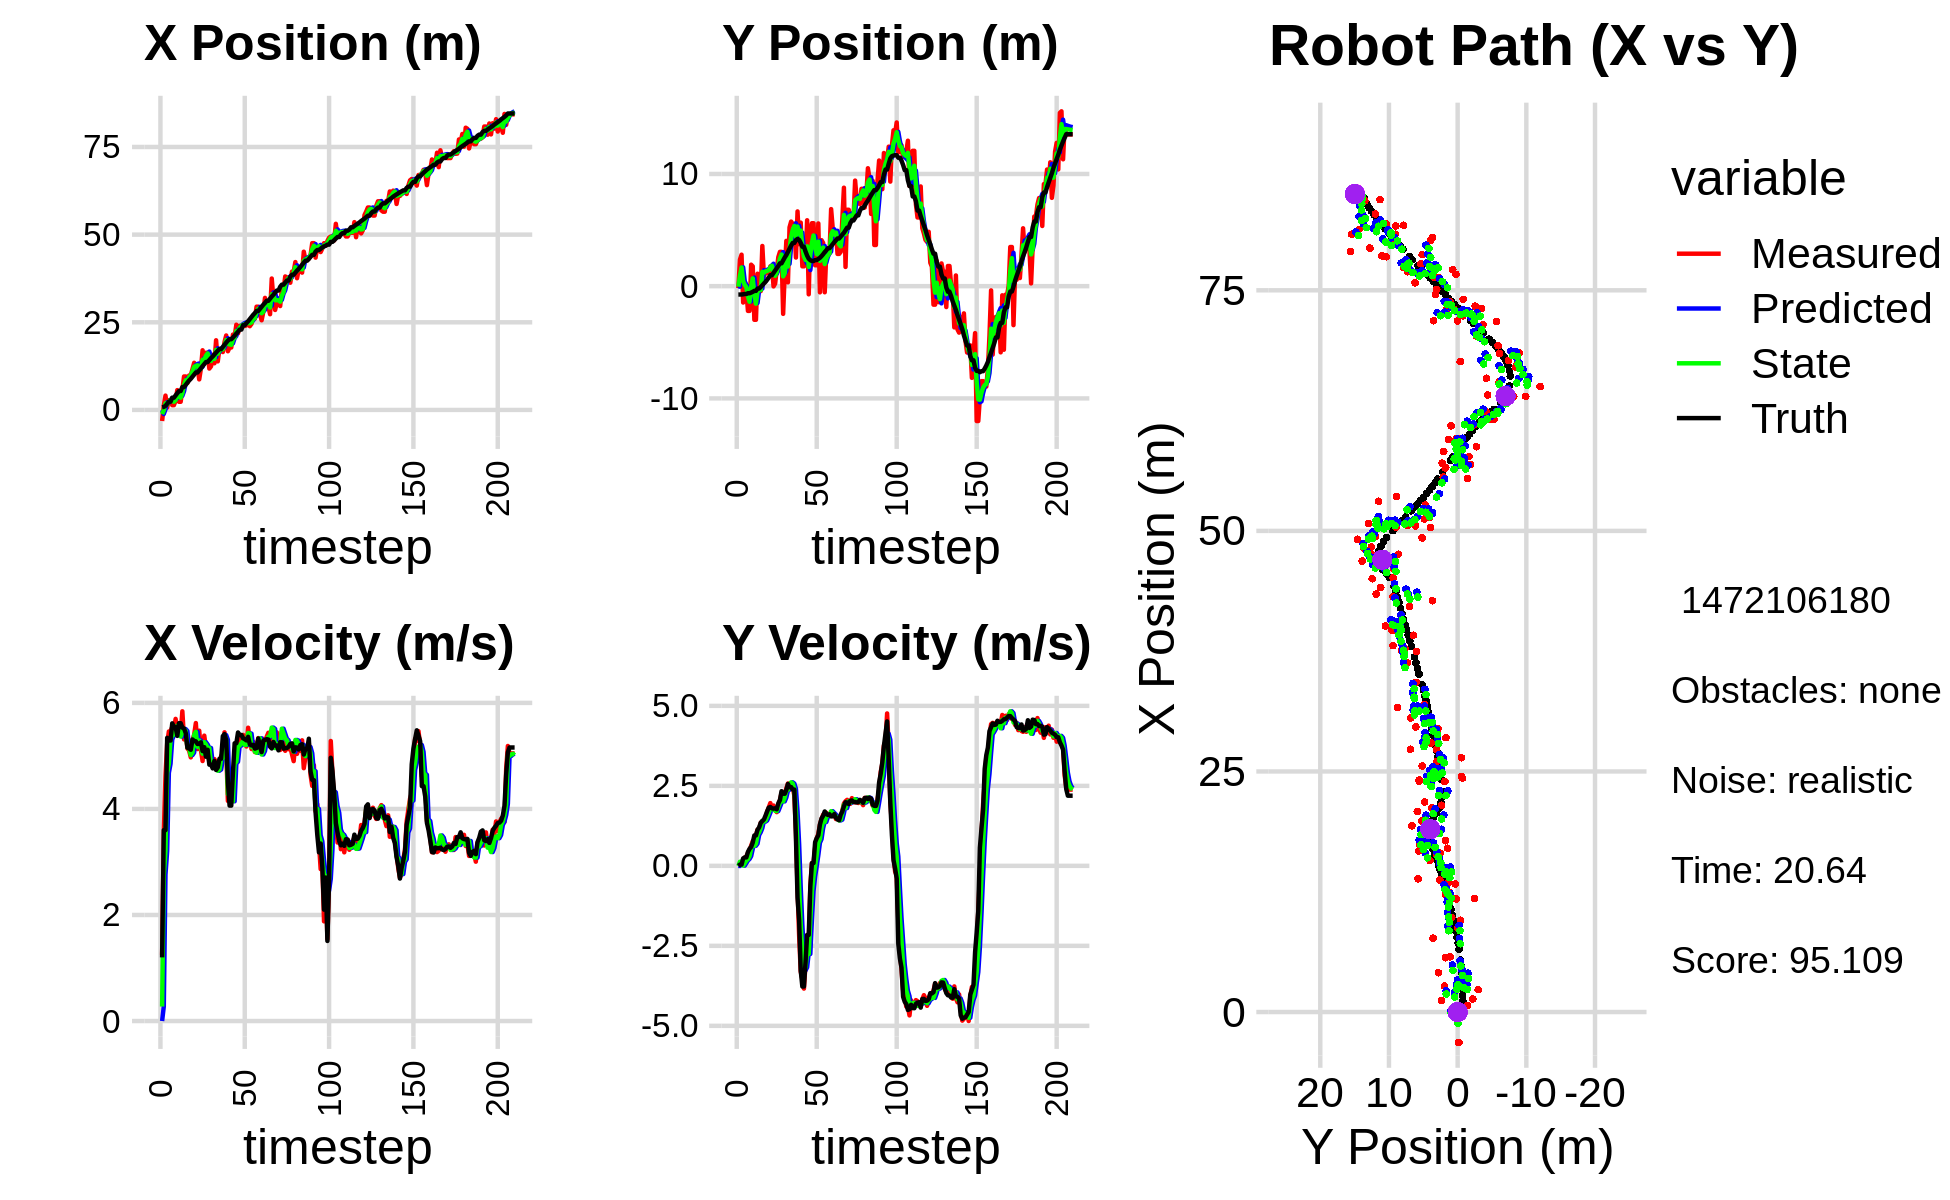 X Position (m)
75
50
25
0
0 50 100 150 200
timestep
Y Position (m)
10
0
-10
0 50 100 150 200
timestep
X Velocity (m/s)
6
4
2
0
0 50 100 150 200
timestep
Y Velocity (m/s)
5.0
2.5
0.0
-2.5
-5.0
0 50 100 150 200
timestep
Robot Path (X vs Y)
X Position (m)
75
50
25
0
20 10 0 -10 -20
Y Position (m)
variable
Measured
Predicted
State
Truth
1472106180
Obstacles: none
Noise: realistic
Time: 20.64
Score: 95.109